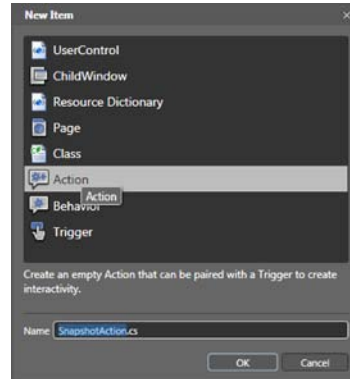 New Item
UserControl
ChildWindow
Resource Dictionary
Page
Class
Action
Action
Behavior
Trigger
Create an empty Action that can be paired with a Trigger to create
interactivity.
Name SnapshotAction.cs
OK Cancel